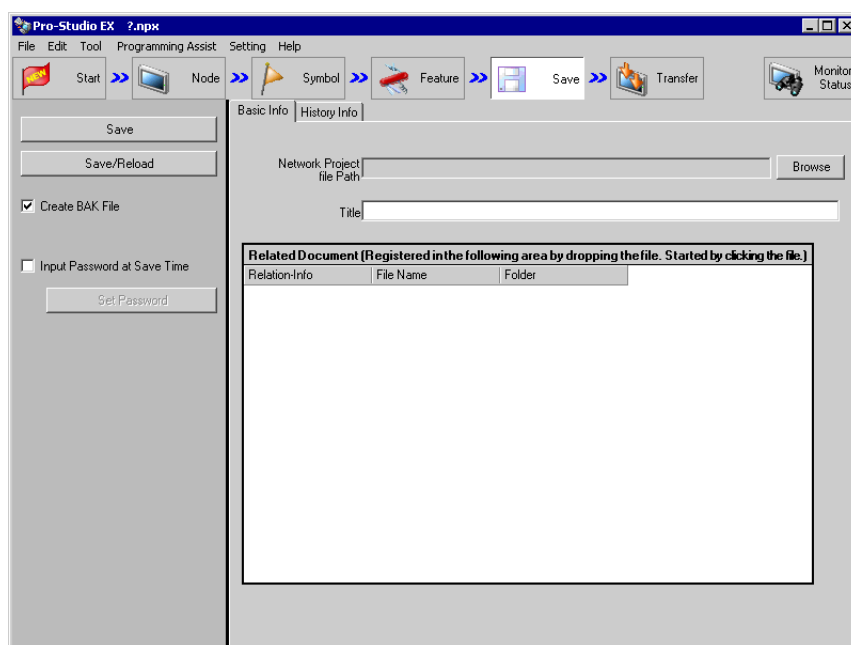 Pro-Studio EX ?.npx
File Edit Tool Programming Assist Setting Help
NEW Start Node Symbol Feature Save Transfer Monitor Status
Basic Info History Info
Save
Save/Reload
Create BAK File
Input Password at Save Time
Set Password
Network Project
file Path
Browse
Title
Related Document (Registered in the following area by dropping the file. Started by clicking the file.)
Relation-Info File Name Folder